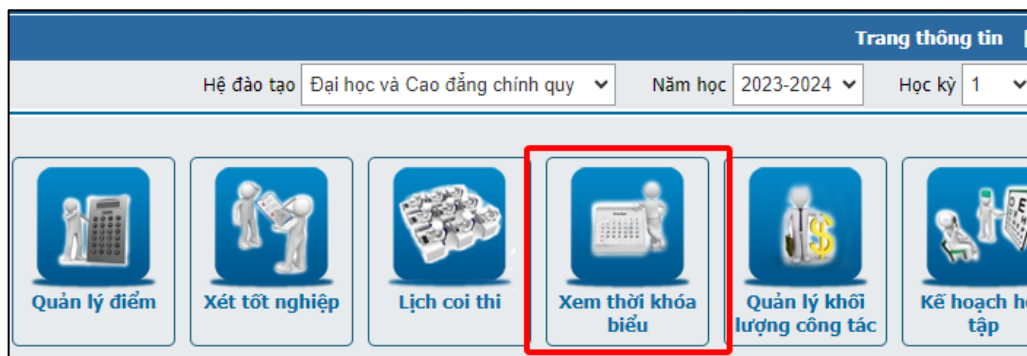 Trang thông tin
Hệ đào tạo Đại học và Cao đẳng chính quy Năm học 2023-2024 Học kỳ 1
Quản lý điểm Xét tốt nghiệp Lịch coi thi Xem thời khóa biểu Quản lý khối lượng công tác Kế hoạch tập